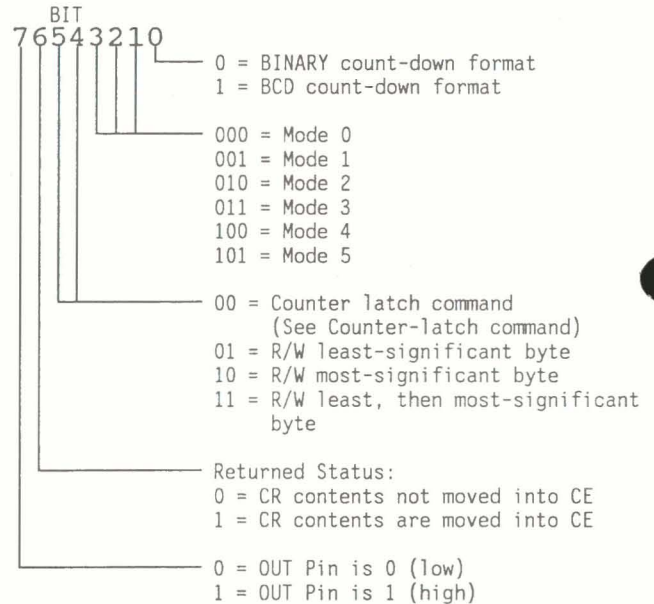 BIT
76543210
0 = BINARY count-down format
1 = BCD count-down format
000 = Mode 0
001 = Mode 1
010 = Mode 2
011 = Mode 3
100 = Mode 4
101 = Mode 5
00 = Counter latch command
(See Counter-latch command)
01 = R/W least-significant byte
10 = R/W most-significant byte
11 = R/W least, then most-significant
byte
Returned Status:
0 = CR contents not moved into CE
1 = CR contents are moved into CE
0 = OUT Pin is 0 (low)
1 = OUT Pin is 1 (high)